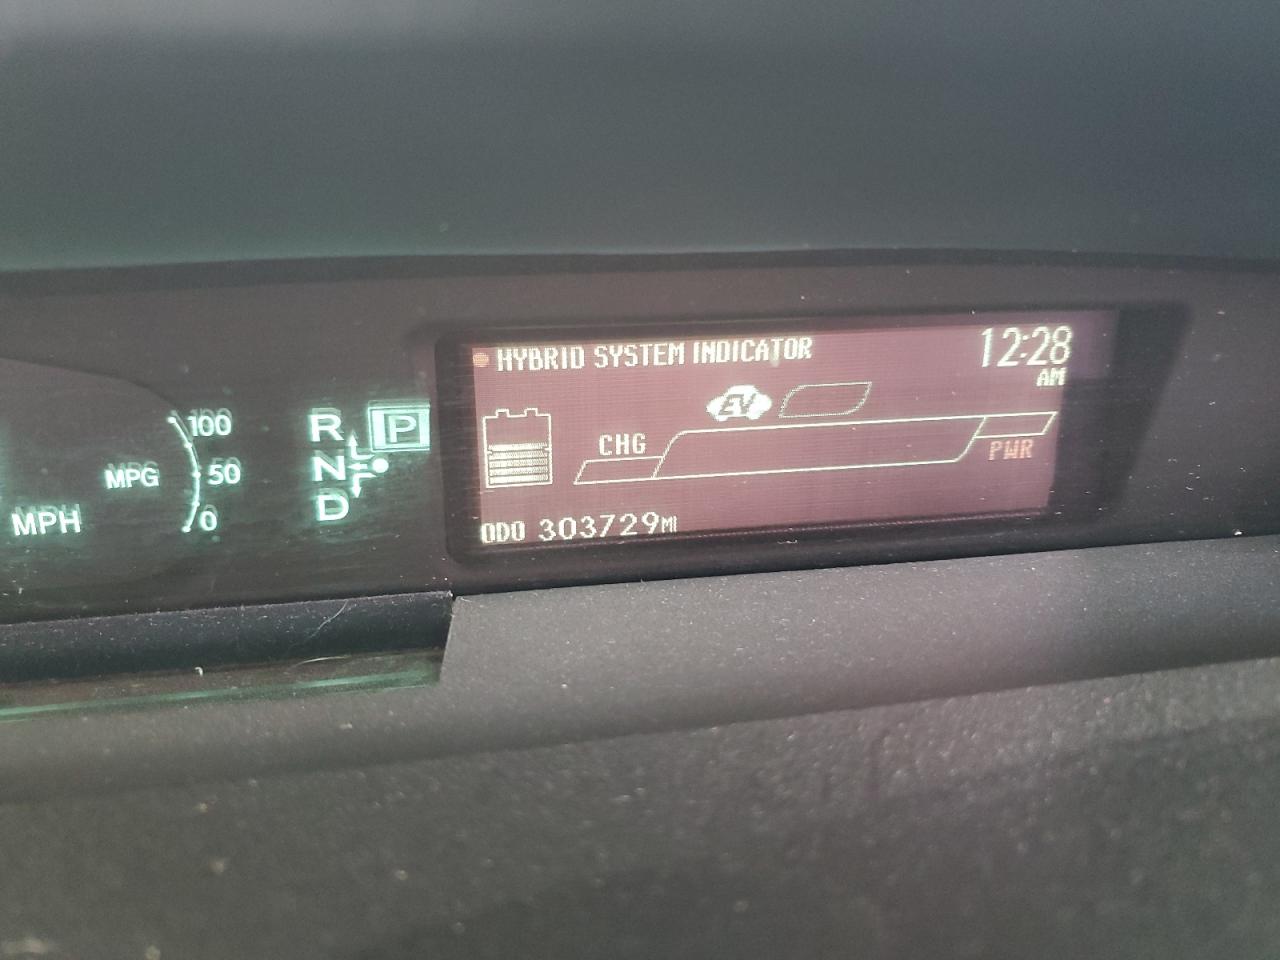 HYBRID SYSTEM INDICATOR
12:28
AM
EV
CHG
PWR
ODO 303729MI
100
50
0
MPG
MPH
R
P
N
D